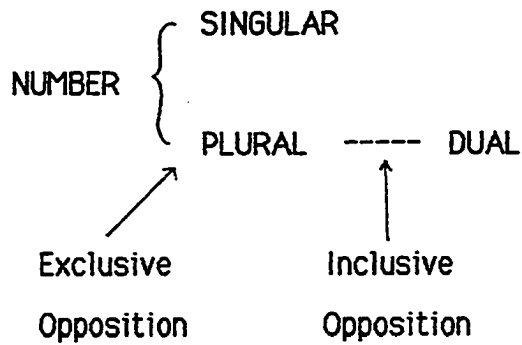 SINGULAR
NUMBER
PLURAL ----- DUAL
Exclusive Inclusive
Opposition Opposition